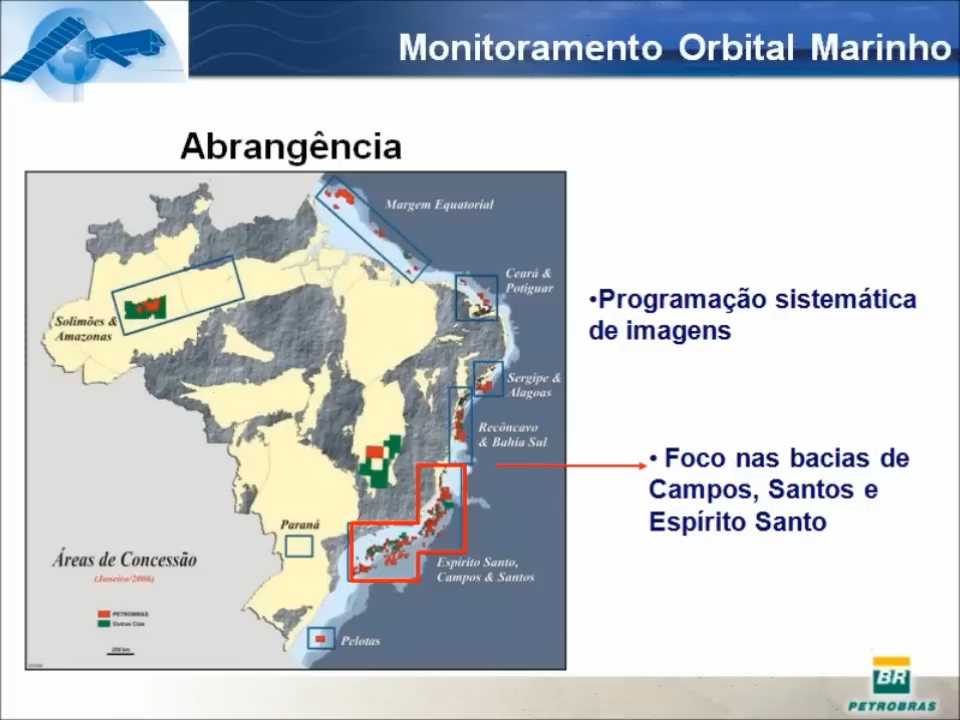 Monitoramento Orbital Marinho
Abrangência
Margem Equatorial
Ceará &
Potiguar
Solimões &
Amazonas
Sergipe &
Alagoas
Recôncavo
& Bahia Sul
Paraná
Áreas de Concessão
(Janeiro/2006)
Espírito Santo,
Campos & Santos
PETROBRAS
Outras Cias
200 km
Pelotas
•Programação sistemática
de imagens
• Foco nas bacias de
Campos, Santos e
Espírito Santo
BR
PETROBRAS